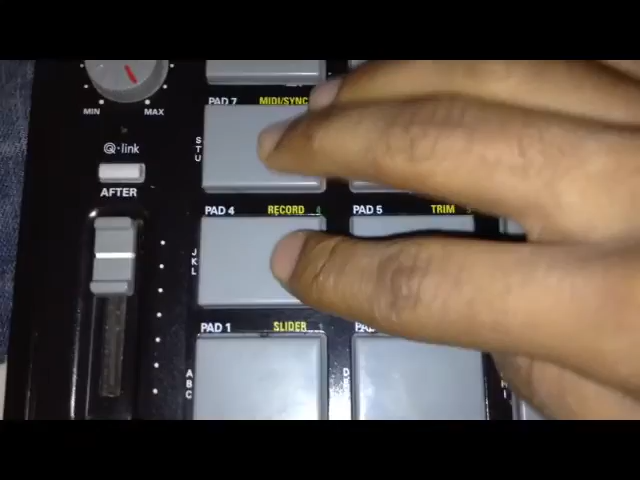 MIN MAX
PAD 7 MIDI/SYNC
Q-link
STU
AFTER
PAD 4 RECORD PAD 5 TRIM
JKL
PAD 1 SLIDER
ABC